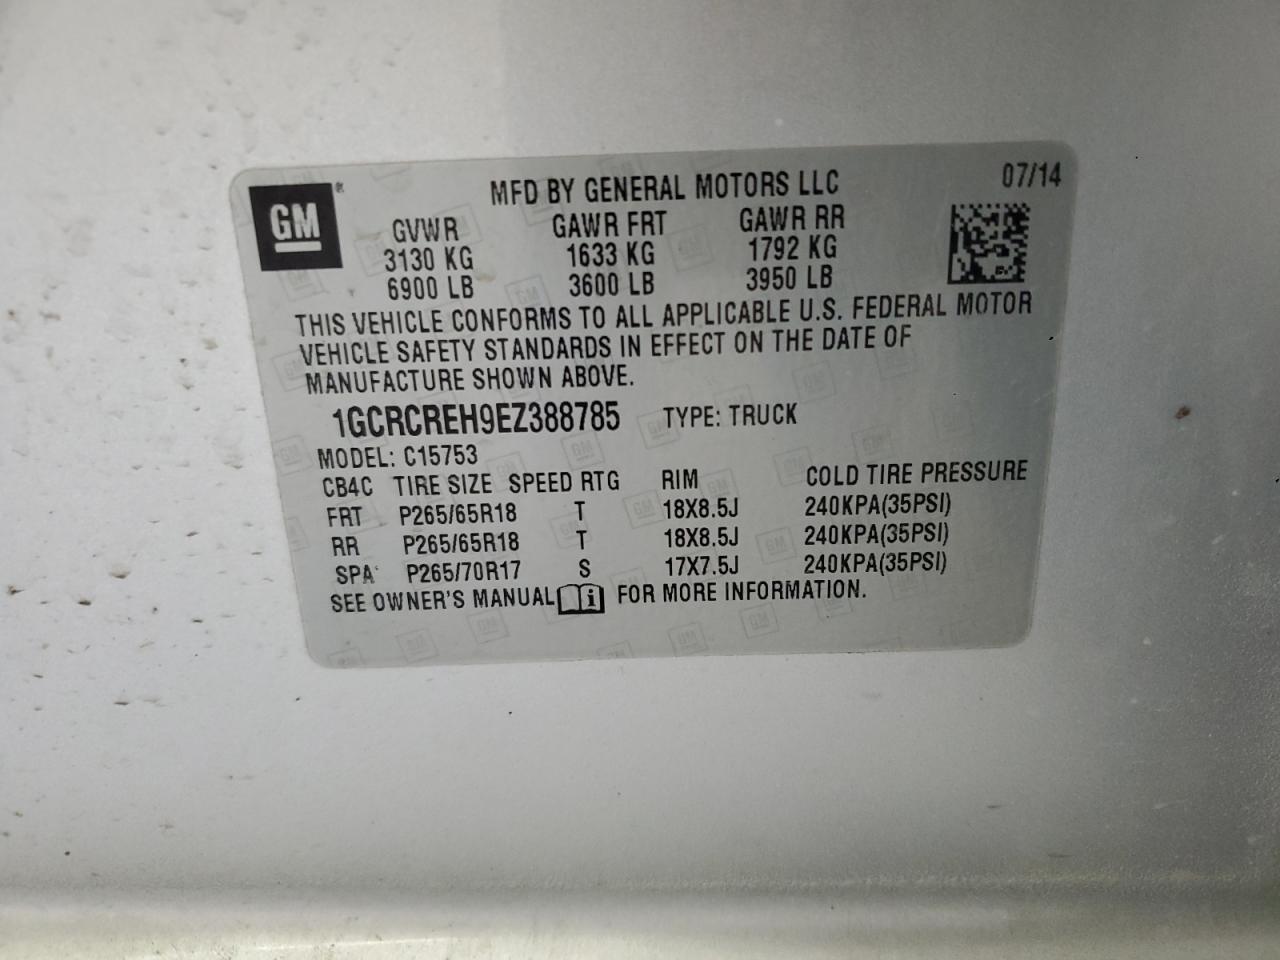 GM ®
MFD BY GENERAL MOTORS LLC 07/14
GVWR GAWR FRT GAWR RR
3130 KG 1633 KG 1792 KG
6900 LB 3600 LB 3950 LB
THIS VEHICLE CONFORMS TO ALL APPLICABLE U.S. FEDERAL MOTOR
VEHICLE SAFETY STANDARDS IN EFFECT ON THE DATE OF
MANUFACTURE SHOWN ABOVE.
1GCRCREH9EZ388785 TYPE: TRUCK
MODEL: C15753
CB4C TIRE SIZE SPEED RTG RIM COLD TIRE PRESSURE
FRT P265/65R18 T 18X8.5J 240KPA(35PSI)
RR P265/65R18 T 18X8.5J 240KPA(35PSI)
SPA P265/70R17 S 17X7.5J 240KPA(35PSI)
SEE OWNER'S MANUAL i FOR MORE INFORMATION.